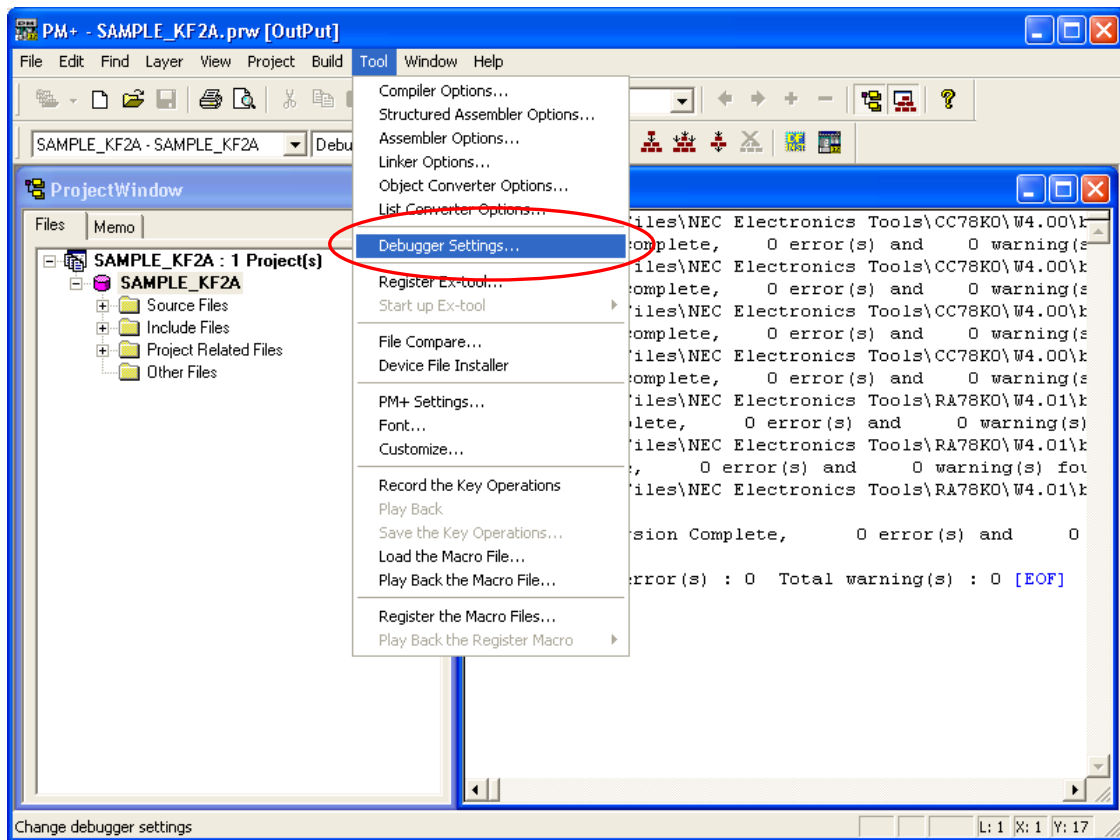 PM+ - SAMPLE_KF2A.prw [OutPut]
File Edit Find Layer View Project Build Tool Window Help
SAMPLE_KF2A - SAMPLE_KF2A Debu
ProjectWindow
Files Memo
SAMPLE_KF2A : 1 Project(s)
SAMPLE_KF2A
Source Files
Include Files
Project Related Files
Other Files
Compiler Options...
Structured Assembler Options...
Assembler Options...
Linker Options...
Object Converter Options...
List Converter Options...
Debugger Settings...
Register Ex-tool...
Start up Ex-tool
File Compare...
Device File Installer
PM+ Settings...
Font...
Customize...
Record the Key Operations
Play Back
Save the Key Operations...
Load the Macro File...
Play Back the Macro File...
Register the Macro Files...
Play Back the Register Macro
iles\NEC Electronics Tools\CC78K0\W4.00\b
omplete, 0 error(s) and 0 warning(s
iles\NEC Electronics Tools\CC78K0\W4.00\b
omplete, 0 error(s) and 0 warning(s
iles\NEC Electronics Tools\CC78K0\W4.00\b
omplete, 0 error(s) and 0 warning(s
iles\NEC Electronics Tools\CC78K0\W4.00\b
omplete, 0 error(s) and 0 warning(s
iles\NEC Electronics Tools\RA78K0\W4.01\b
lete, 0 error(s) and 0 warning(s)
iles\NEC Electronics Tools\RA78K0\W4.01\b
, 0 error(s) and 0 warning(s) fou
iles\NEC Electronics Tools\RA78K0\W4.01\b
sion Complete, 0 error(s) and 0
rror(s) : 0 Total warning(s) : 0 [EOF]
Change debugger settings
L: 1 X: 1 Y: 17